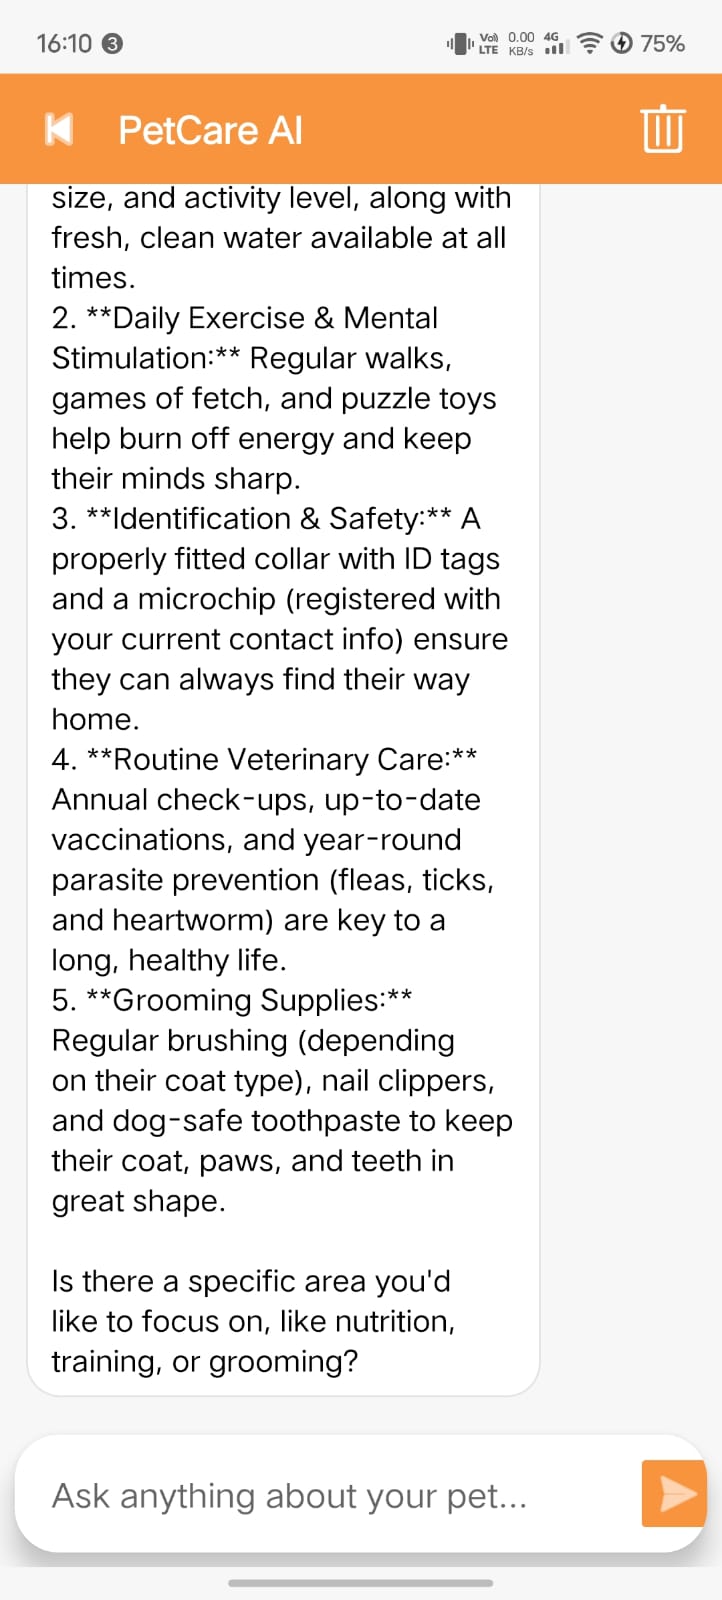 16:10 3
Vo)) LTE 0.00 KB/s 4G 75%
PetCare AI
size, and activity level, along with
fresh, clean water available at all
times.
2. **Daily Exercise & Mental
Stimulation:** Regular walks,
games of fetch, and puzzle toys
help burn off energy and keep
their minds sharp.
3. **Identification & Safety:** A
properly fitted collar with ID tags
and a microchip (registered with
your current contact info) ensure
they can always find their way
home.
4. **Routine Veterinary Care:**
Annual check-ups, up-to-date
vaccinations, and year-round
parasite prevention (fleas, ticks,
and heartworm) are key to a
long, healthy life.
5. **Grooming Supplies:**
Regular brushing (depending
on their coat type), nail clippers,
and dog-safe toothpaste to keep
their coat, paws, and teeth in
great shape.
Is there a specific area you'd
like to focus on, like nutrition,
training, or grooming?
Ask anything about your pet...